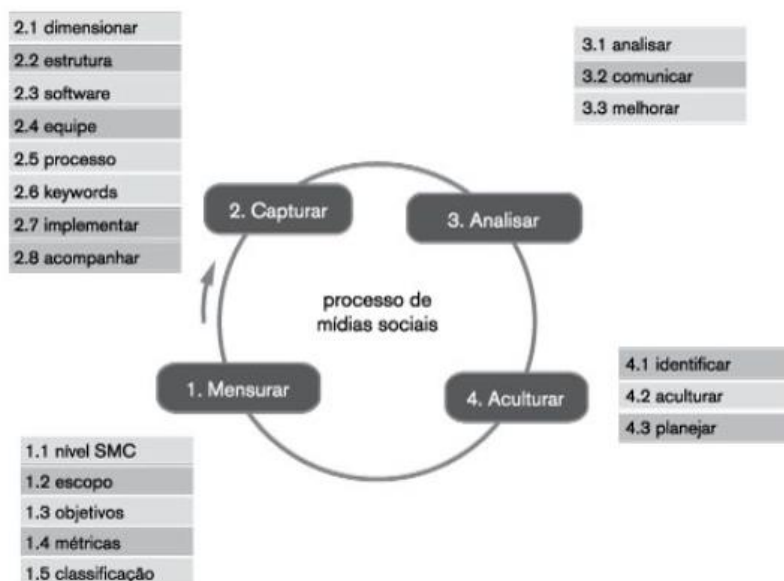 2.1 dimensionar
2.2 estrutura
2.3 software
2.4 equipe
2.5 processo
2.6 keywords
2.7 implementar
2.8 acompanhar
3.1 analisar
3.2 comunicar
3.3 melhorar
2. Capturar
3. Analisar
processo de
mídias sociais
1. Mensurar
4. Aculturar
4.1 identificar
4.2 aculturar
4.3 planejar
1.1 nível SMC
1.2 escopo
1.3 objetivos
1.4 métricas
1.5 classificação